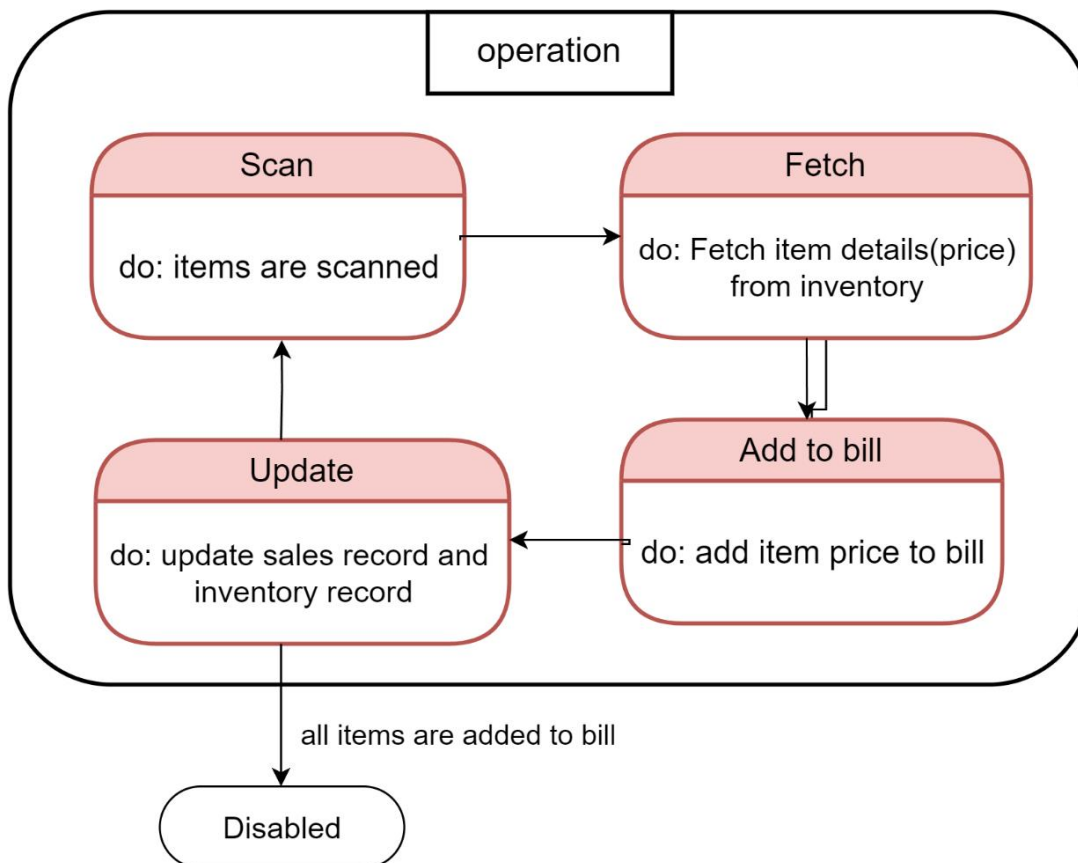 operation
Scan
do: items are scanned
Fetch
do: Fetch item details(price)
from inventory
Update
do: update sales record and
inventory record
Add to bill
do: add item price to bill
all items are added to bill
Disabled